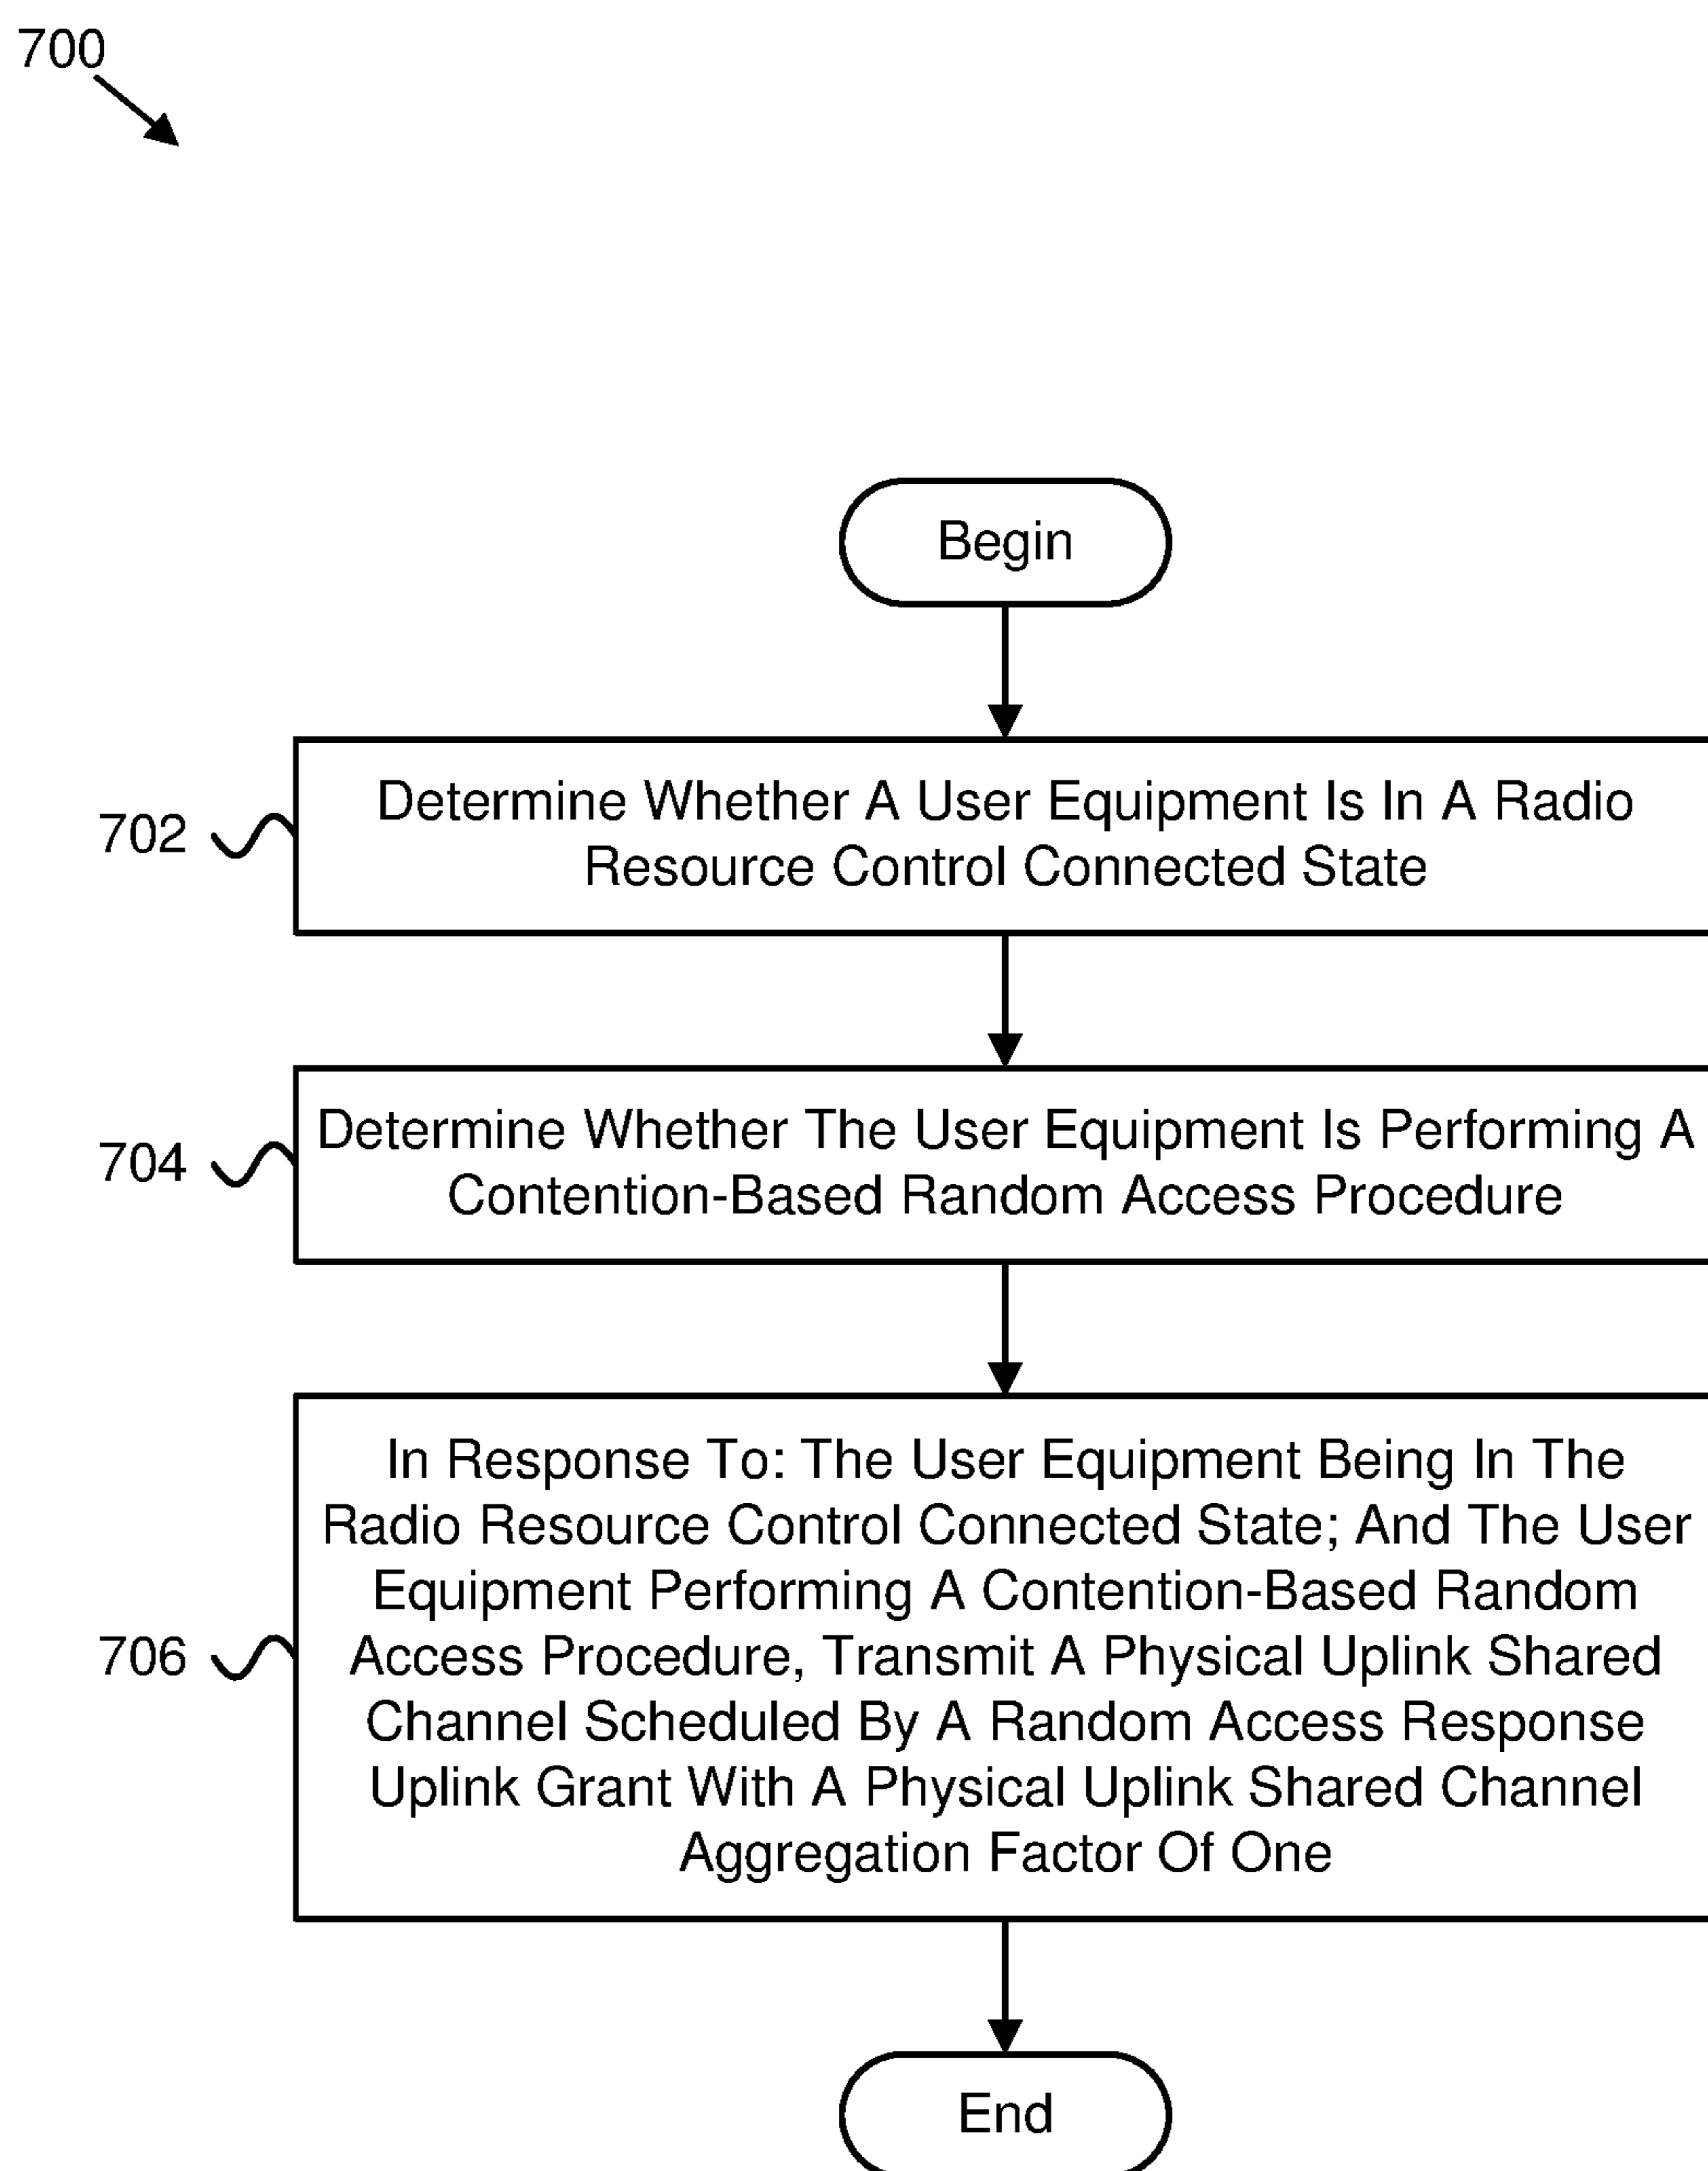 700
Begin
702
Determine Whether A User Equipment Is In A Radio
Resource Control Connected State
704
Determine Whether The User Equipment Is Performing A
Contention-Based Random Access Procedure
706
In Response To: The User Equipment Being In The
Radio Resource Control Connected State; And The User
Equipment Performing A Contention-Based Random
Access Procedure, Transmit A Physical Uplink Shared
Channel Scheduled By A Random Access Response
Uplink Grant With A Physical Uplink Shared Channel
Aggregation Factor Of One
End